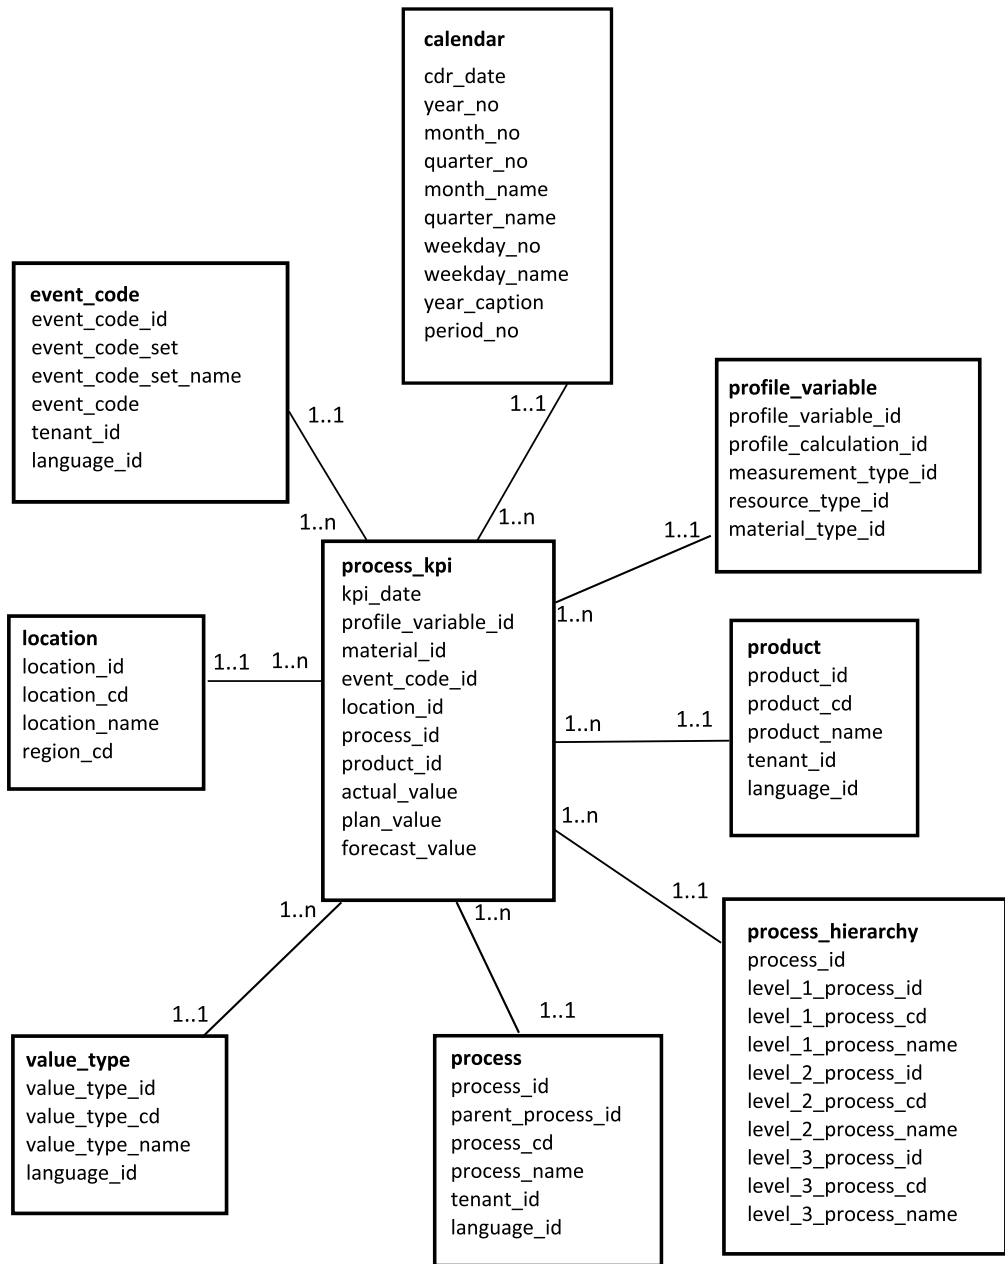 calendar
cdr_date
year_no
month_no
quarter_no
month_name
quarter_name
weekday_no
weekday_name
year_caption
period_no
event_code
event_code_id
event_code_set
event_code_set_name
event_code
tenant_id
language_id
profile_variable
profile_variable_id
profile_calculation_id
measurement_type_id
resource_type_id
material_type_id
1..1
1..n
1..1
1..n
1..1
1..n
process_kpi
kpi_date
profile_variable_id
material_id
event_code_id
location_id
process_id
product_id
actual_value
plan_value
forecast_value
location
location_id
location_cd
location_name
region_cd
1..1
1..n
product
product_id
product_cd
product_name
tenant_id
language_id
1..n
1..1
1..n
1..1
process_hierarchy
process_id
level_1_process_id
level_1_process_cd
level_1_process_name
level_2_process_id
level_2_process_cd
level_2_process_name
level_3_process_id
level_3_process_cd
level_3_process_name
1..n
1..1
1..n
1..1
value_type
value_type_id
value_type_cd
value_type_name
language_id
process
process_id
parent_process_id
process_cd
process_name
tenant_id
language_id